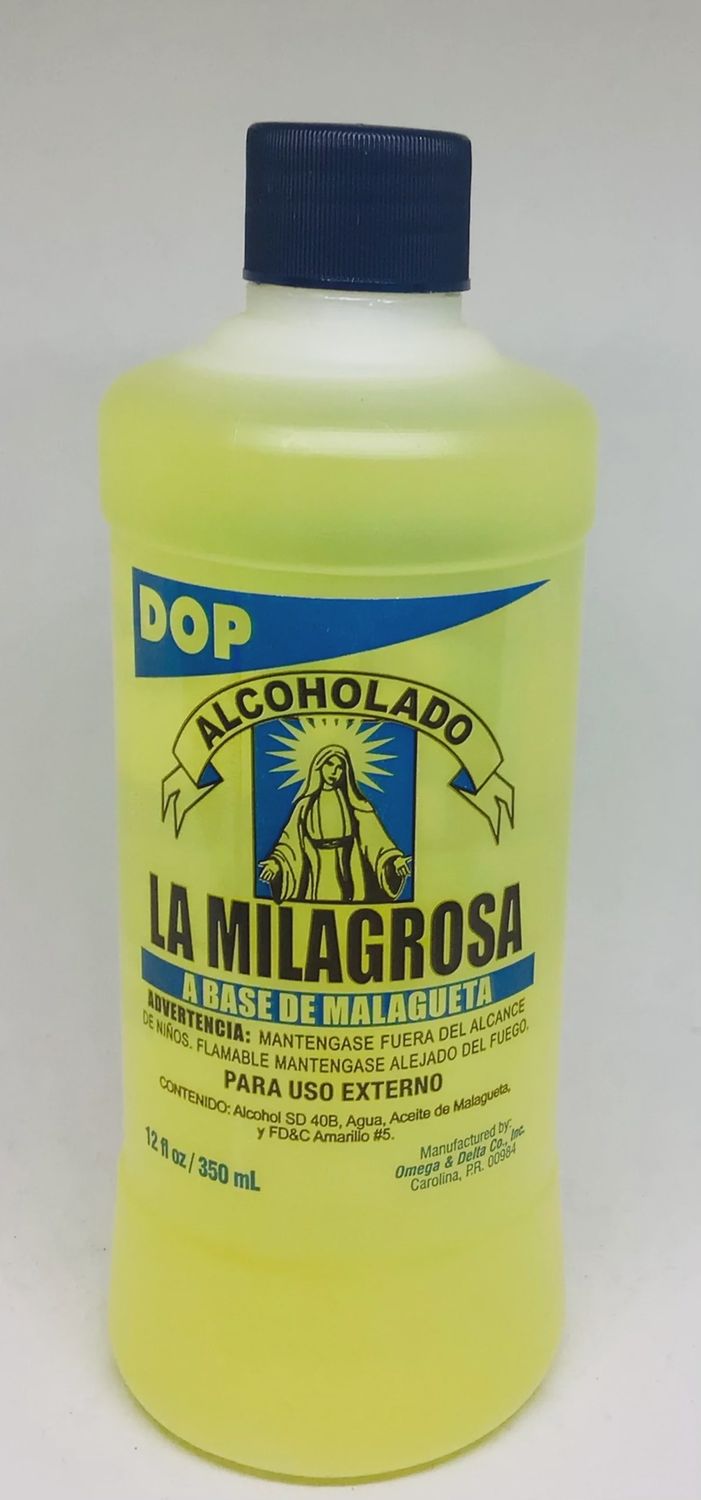 DOP
ALCOHOLADO
LA MILAGROSA
A BASE DE MALAGUETA
ADVERTENCIA: MANTENGASE FUERA DEL ALCANCE
DE NIÑOS. FLAMABLE MANTENGASE ALEJADO DEL FUEGO.
PARA USO EXTERNO
CONTENIDO: Alcohol SD 40B, Agua, Aceite de Malagueta,
y FD&C Amarillo #5.
12 fl oz / 350 mL
Manufactured by:
Omega & Delta Co., Inc.
Carolina, P.R. 00984